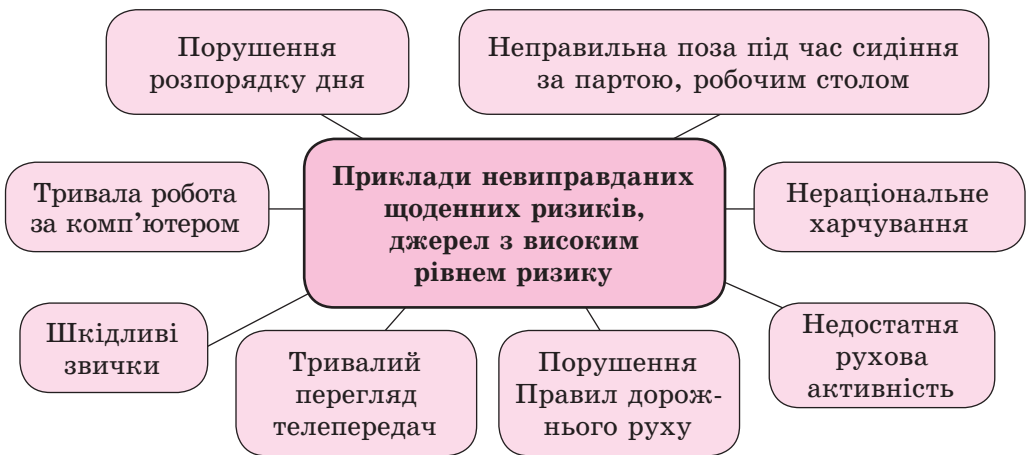 Порушення
розпорядку дня
Неправильна поза під час сидіння
за партою, робочим столом
Тривала робота
за комп’ютером
Приклади невиправданих
щоденних ризиків,
джерел з високим
рівнем ризику
Нераціональне
харчування
Шкідливі
звички
Тривалий
перегляд
телепередач
Порушення
Правил дорож-
нього руху
Недостатня
рухова
активність